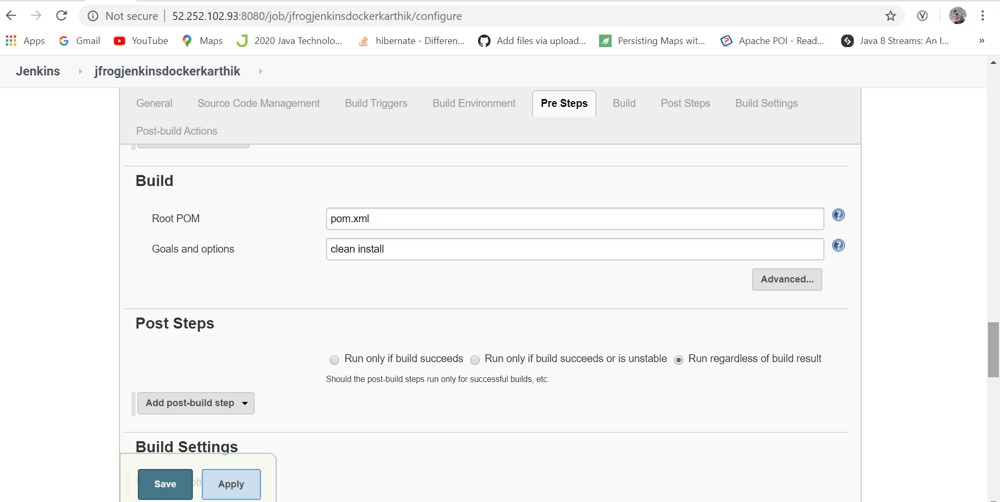 Not secure | 52.252.102.93:8080/job/jfrogjenkinsdockerkarthik/configure
Apps Gmail YouTube Maps 2020 Java Technolo... hibernate - Differen... Add files via upload... Persisting Maps wit... Apache POI - Read... Java 8 Streams: An I... »
Jenkins jfrogjenkinsdockerkarthik
General Source Code Management Build Triggers Build Environment Pre Steps Build Post Steps Build Settings
Post-build Actions
Build
Root POM pom.xml
Goals and options clean install
Advanced...
Post Steps
Run only if build succeeds Run only if build succeeds or is unstable Run regardless of build result
Should the post-build steps run only for successful builds, etc.
Add post-build step
Build Settings
Save Apply